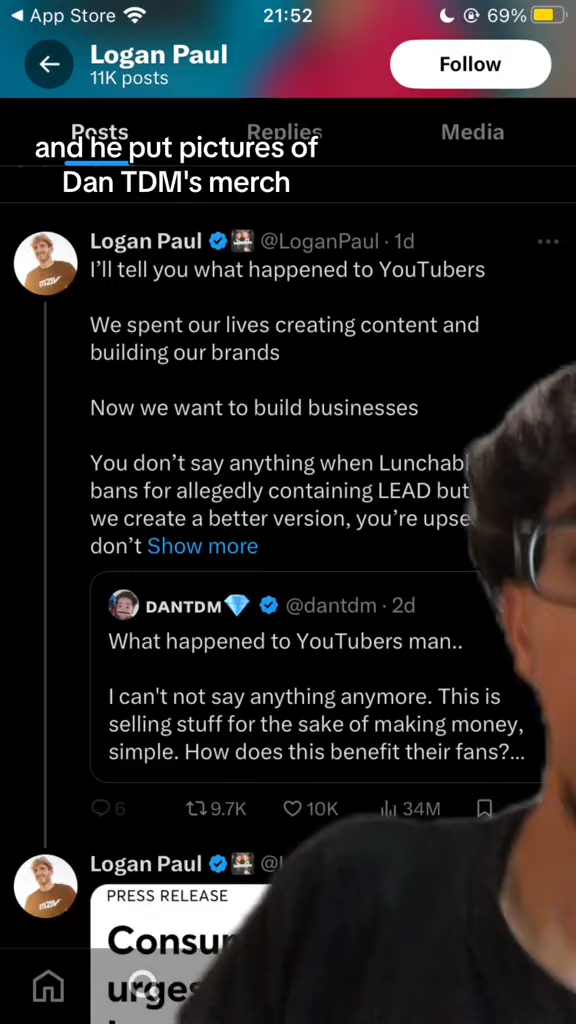 App Store
21:52
69%
Logan Paul
11K posts
Follow
Posts
Replies
Media
and he put pictures of
Dan TDM's merch
Logan Paul @LoganPaul · 1d
I'll tell you what happened to YouTubers
We spent our lives creating content and
building our brands
Now we want to build businesses
You don't say anything when
bans for allegedly containing LEAD but
we create a better version, you're
don't Show more
DANTDM💎 @dantdm · 2d
What happened to YouTubers man..
I can't not say anything anymore. This is
selling stuff for the sake of making money,
simple. How does this benefit their fans?...
9.7K
10K
34M
Logan Paul
PRESS RELEASE